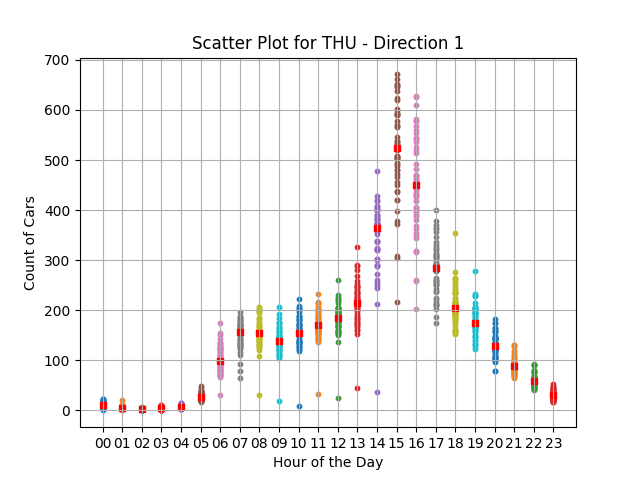 Scatter Plot for THU - Direction 1
Count of Cars
700
600
500
400
300
200
100
0
00 01 02 03 04 05 06 07 08 09 10 11 12 13 14 15 16 17 18 19 20 21 22 23
Hour of the Day